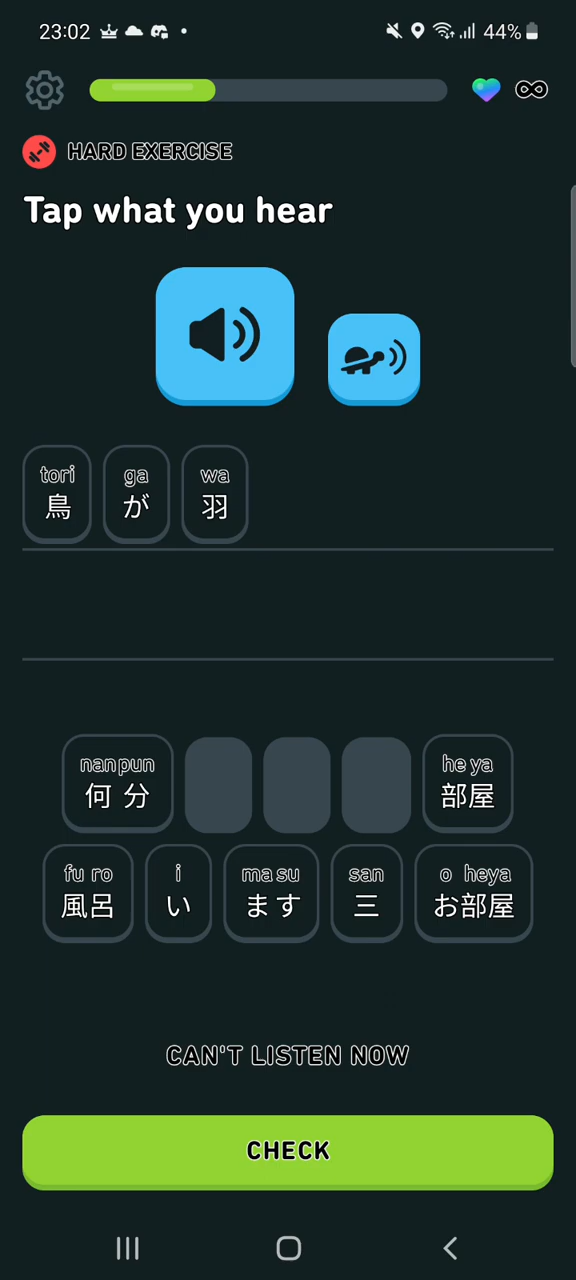 23:02 44%
HARD EXERCISE
Tap what you hear
tori ga wa
鳥 が 羽
nanpun he ya
何分 部屋
fu ro i ma su san o heya
風呂 い ます 三 お部屋
CAN'T LISTEN NOW
CHECK